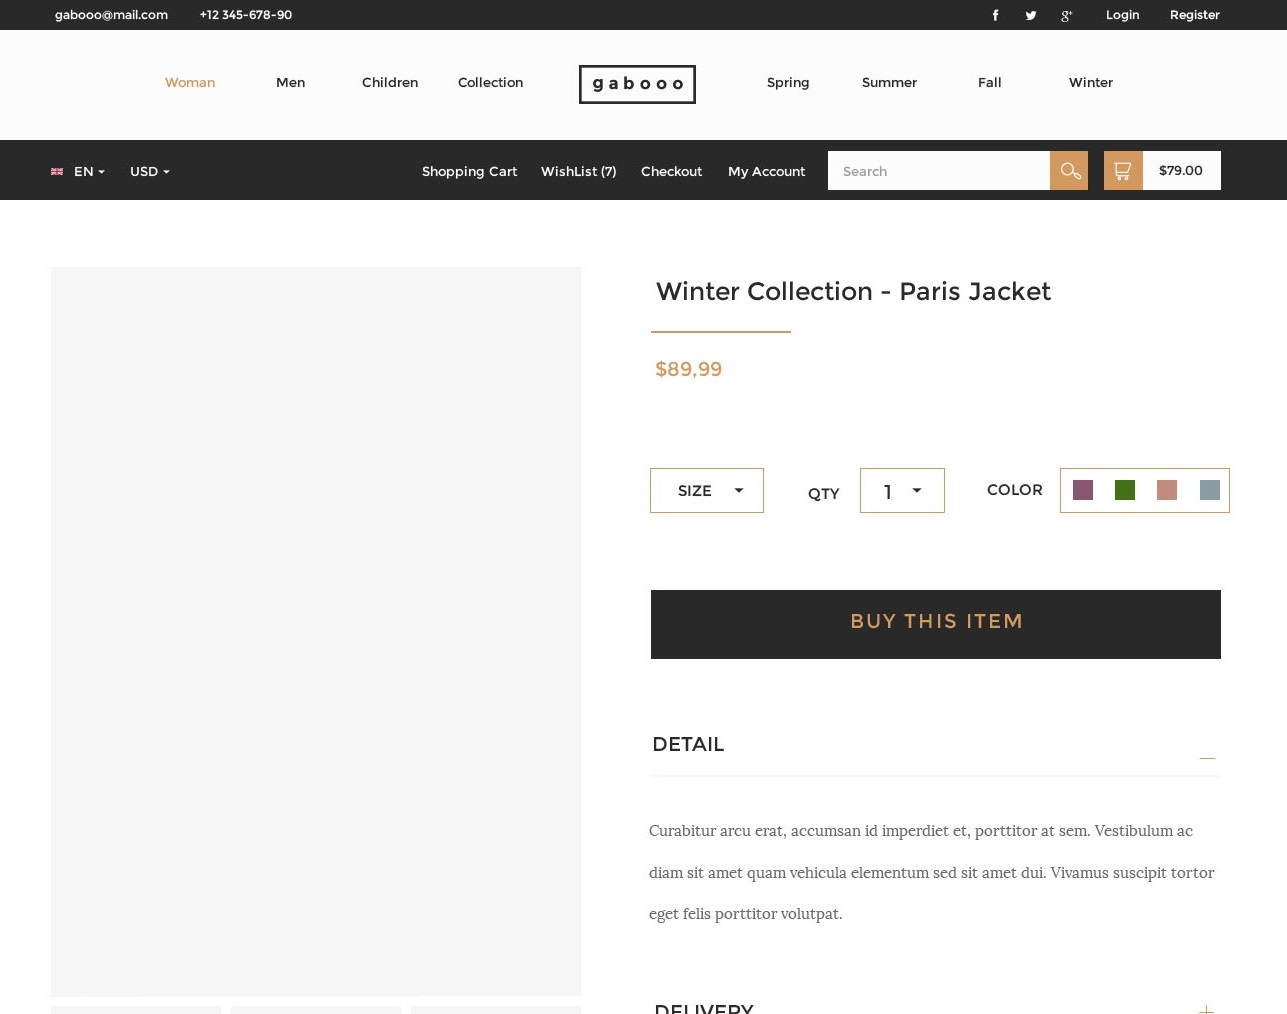 gabooo@mail.com +12 345-678-90 Login Register
Woman Men Children Collection gabooo Spring Summer Fall Winter
EN USD Shopping Cart WishList (7) Checkout My Account Search $79.00
Winter Collection - Paris Jacket
$89,99
SIZE QTY 1 COLOR
BUY THIS ITEM
DETAIL
Curabitur arcu erat, accumsan id imperdiet et, porttitor at sem. Vestibulum ac
diam sit amet quam vehicula elementum sed sit amet dui. Vivamus suscipit tortor
eget felis porttitor volutpat.
DELIVERY